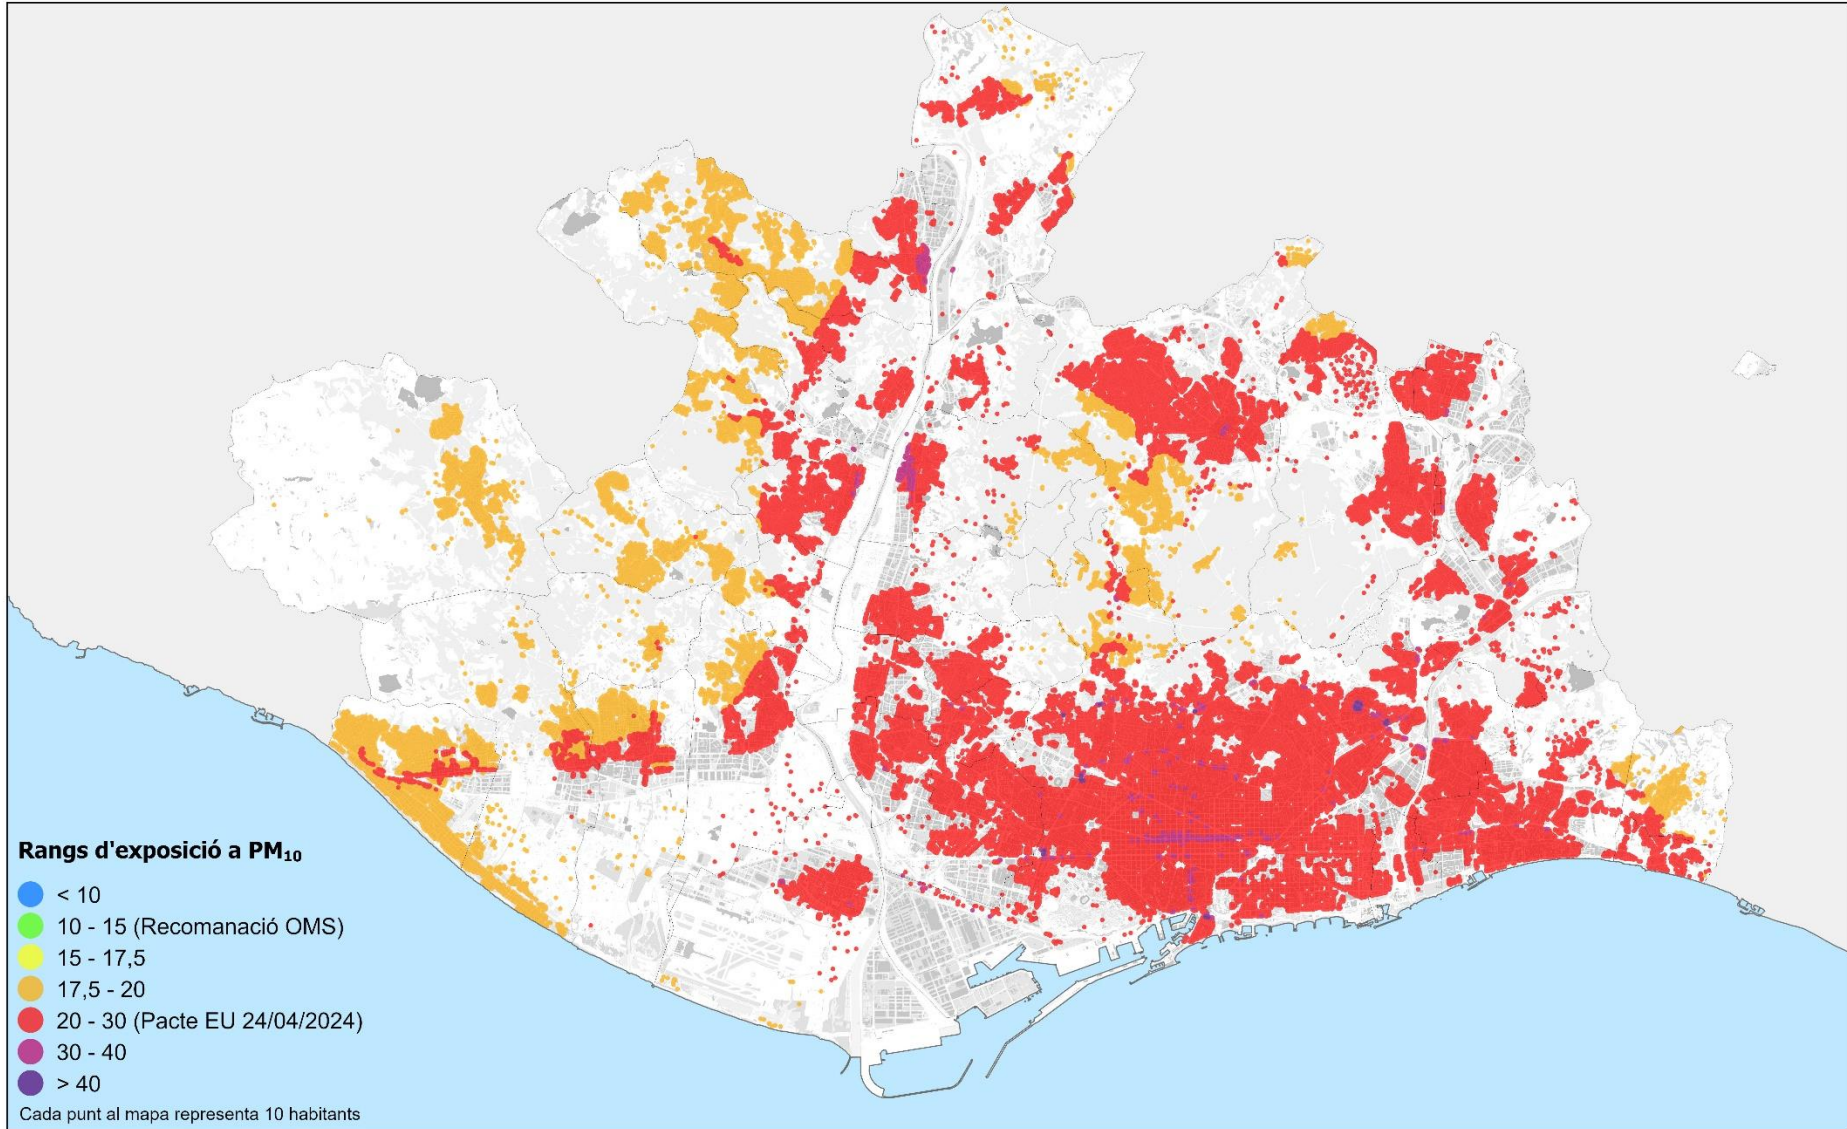 Rangs d'exposició a PM₁₀
< 10
10 - 15 (Recomanació OMS)
15 - 17,5
17,5 - 20
20 - 30 (Pacte EU 24/04/2024)
30 - 40
> 40
Cada punt al mapa representa 10 habitants